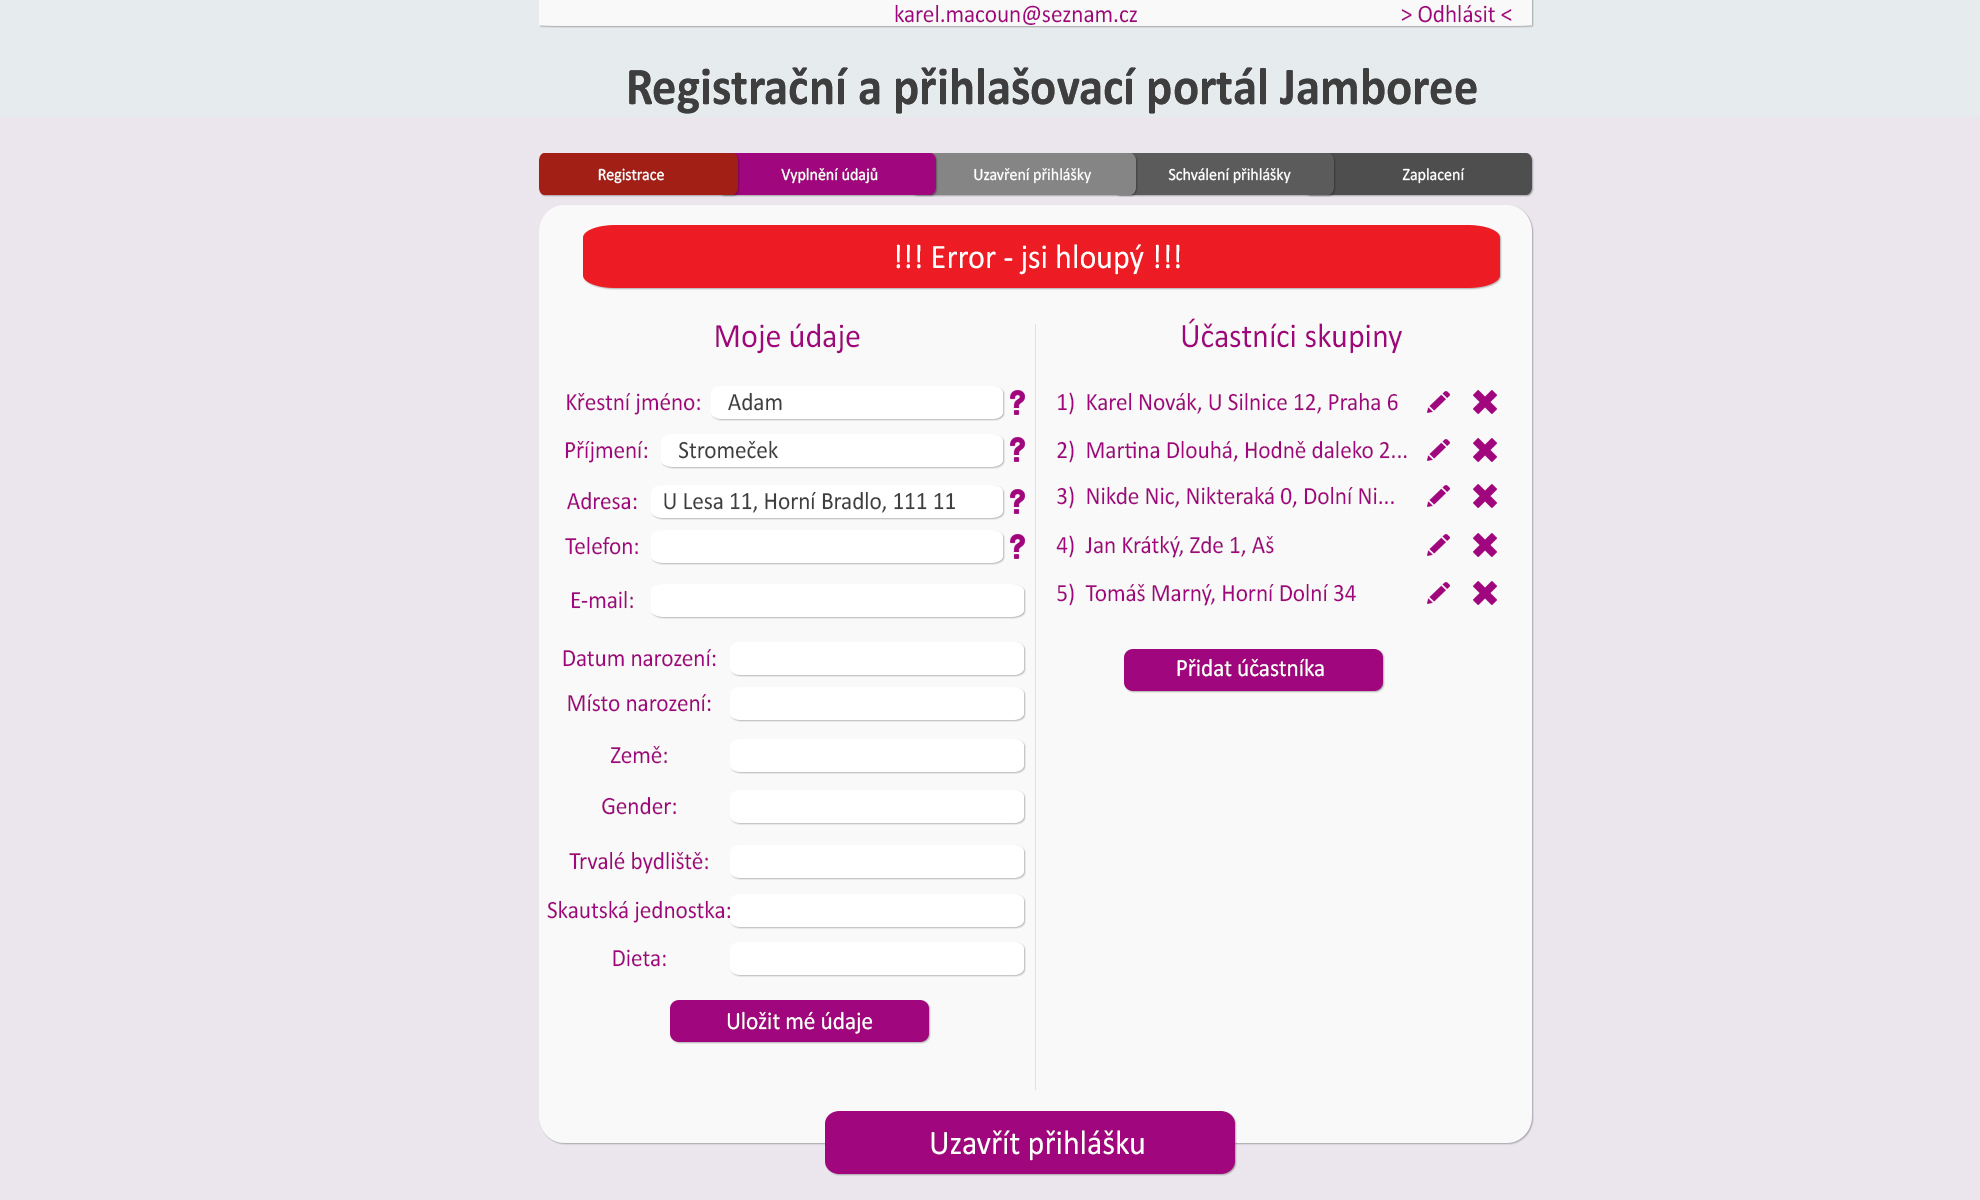 karel.macoun@seznam.cz
> Odhlásit <
Registrační a přihlašovací portál Jamboree
Registrace
Vyplnění údajů
Uzavření přihlášky
Schválení přihlášky
Zaplacení
!!! Error - jsi hloupý !!!
Moje údaje
Křestní jméno: Adam ?
Příjmení: Stromeček ?
Adresa: U Lesa 11, Horní Bradlo, 111 11 ?
Telefon: ?
E-mail:
Datum narození:
Místo narození:
Země:
Gender:
Trvalé bydliště:
Skautská jednostka:
Dieta:
Uložit mé údaje
Účastníci skupiny
1) Karel Novák, U Silnice 12, Praha 6
2) Martina Dlouhá, Hodně daleko 2...
3) Nikde Nic, Nikteraká 0, Dolní Ni...
4) Jan Krátký, Zde 1, Aš
5) Tomáš Marný, Horní Dolní 34
Přidat účastníka
Uzavřít přihlášku